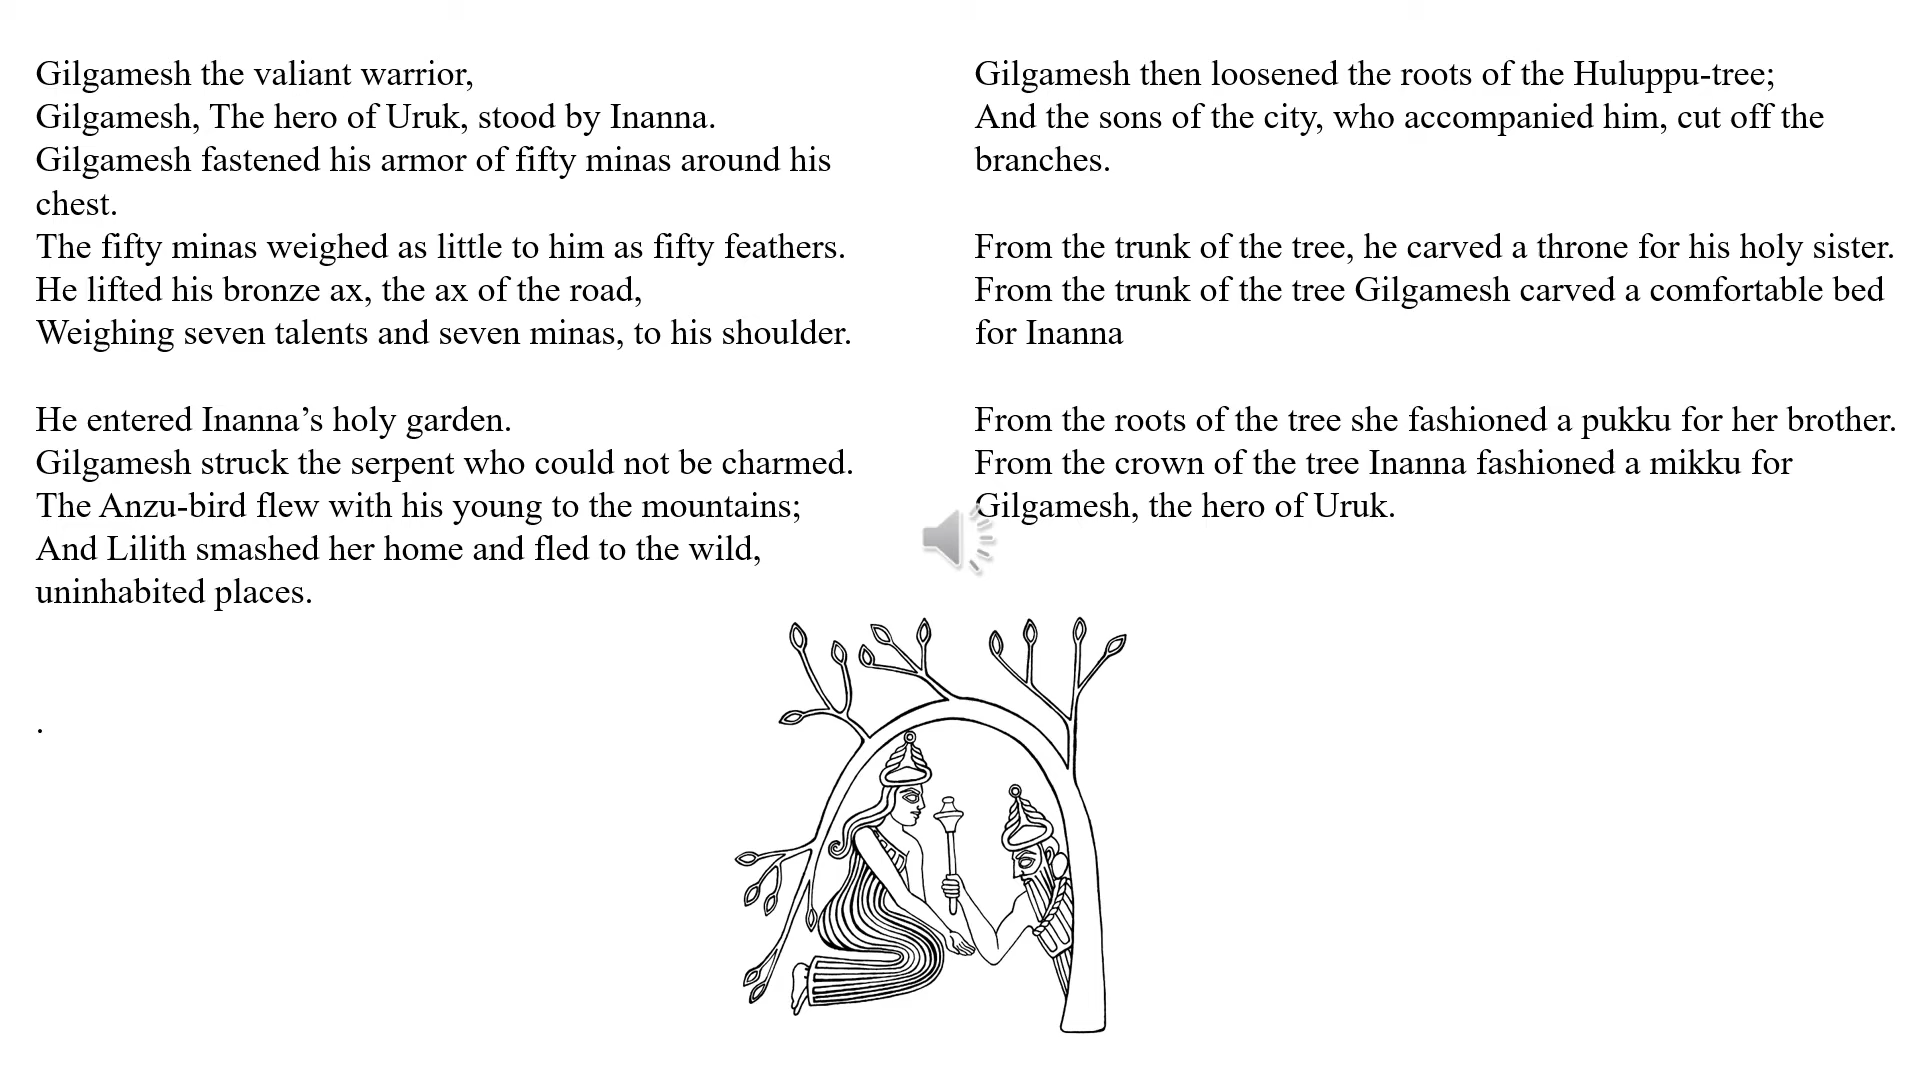 Gilgamesh the valiant warrior,
Gilgamesh, The hero of Uruk, stood by Inanna.
Gilgamesh fastened his armor of fifty minas around his
chest.
The fifty minas weighed as little to him as fifty feathers.
He lifted his bronze ax, the ax of the road,
Weighing seven talents and seven minas, to his shoulder.
He entered Inanna’s holy garden.
Gilgamesh struck the serpent who could not be charmed.
The Anzu-bird flew with his young to the mountains;
And Lilith smashed her home and fled to the wild,
uninhabited places.
.
Gilgamesh then loosened the roots of the Huluppu-tree;
And the sons of the city, who accompanied him, cut off the
branches.
From the trunk of the tree, he carved a throne for his holy sister.
From the trunk of the tree Gilgamesh carved a comfortable bed
for Inanna
From the roots of the tree she fashioned a pukku for her brother.
From the crown of the tree Inanna fashioned a mikku for
Gilgamesh, the hero of Uruk.